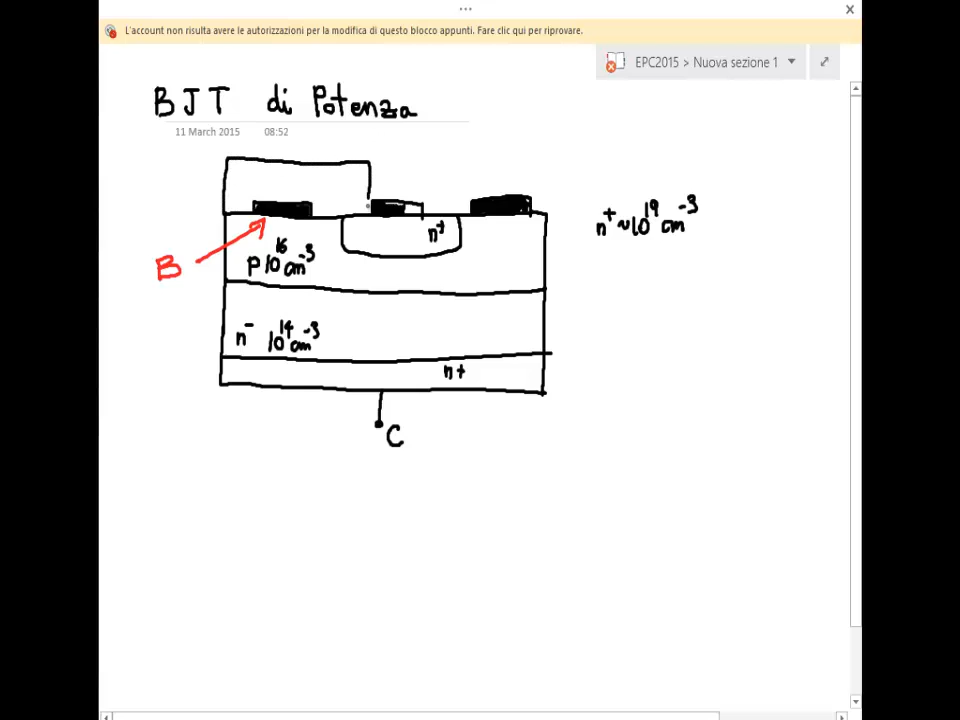 L'account non risulta avere le autorizzazioni per la modifica di questo blocco appunti. Fare clic qui per riprovare.
EPC2015 > Nuova sezione 1
BJT di Potenza
11 March 2015 08:52
n+
n+ ~10^19 cm^-3
B
p 10^16 cm^-3
n- 10^14 cm^-3
n+
C